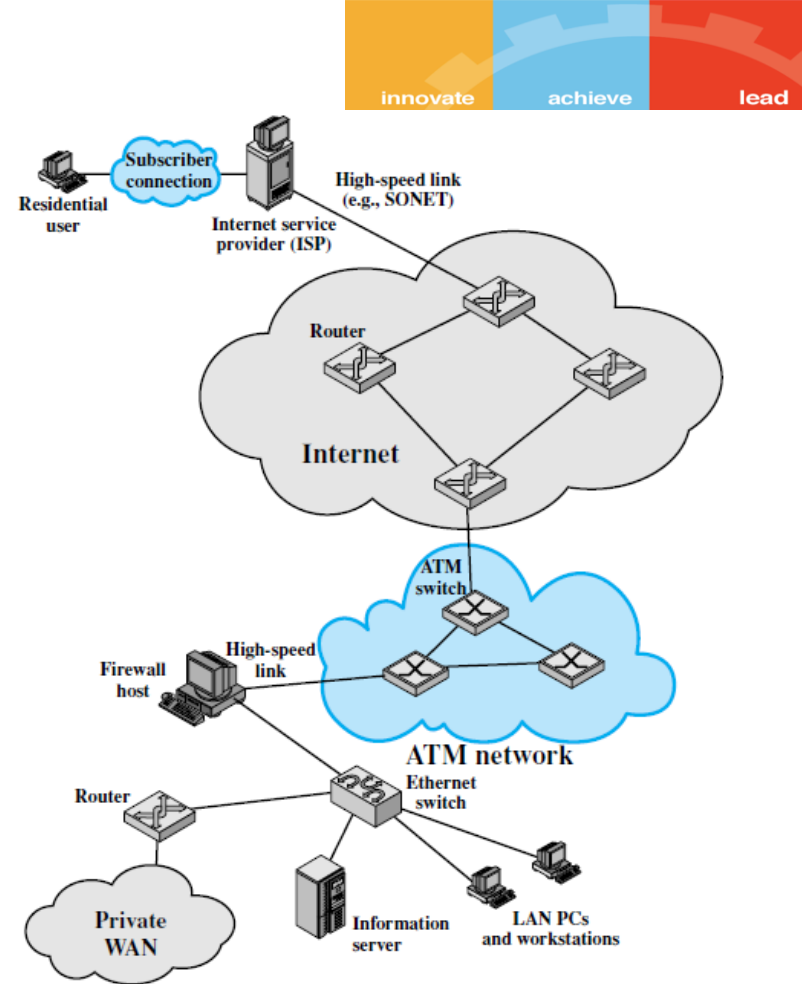 innovate
achieve
lead
Subscriber
connection
Residential
user
Internet service
provider (ISP)
High-speed link
(e.g., SONET)
Router
Internet
ATM
switch
High-speed
link
Firewall
host
ATM network
Ethernet
switch
Router
Private
WAN
Information
server
LAN PCs
and workstations